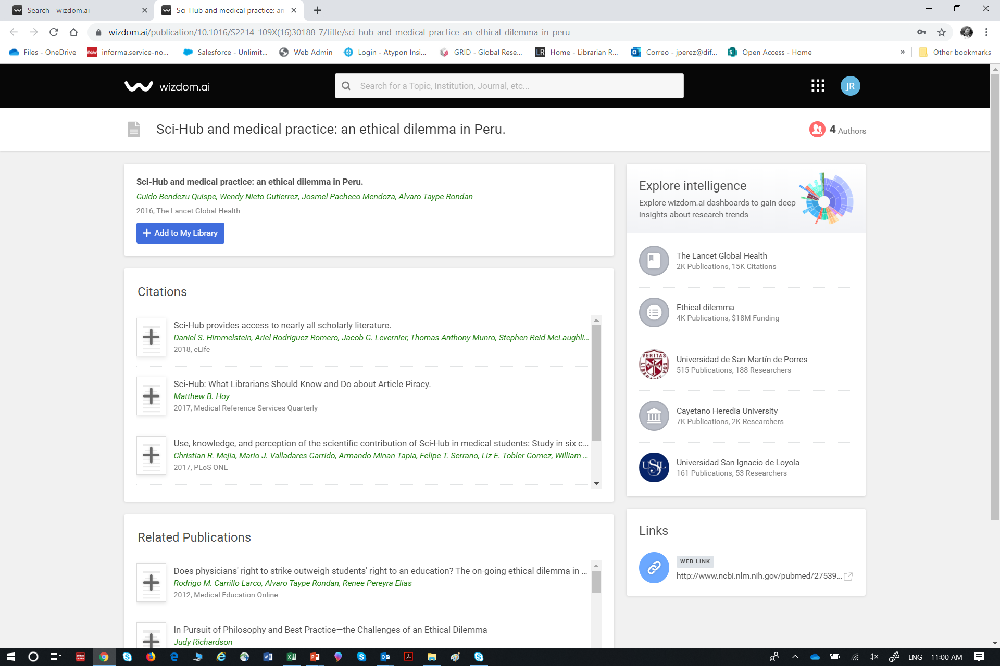 Search - wizdom.ai
Sci-Hub and medical practice: an
wizdom.ai/publication/10.1016/S2214-109X(16)30188-7/title/sci_hub_and_medical_practice_an_ethical_dilemma_in_peru
Files - OneDrive
now
informa.service-no...
Salesforce - Unlimit...
Web Admin
Login - Atypon Insi...
GRID - Global Rese...
LR
Home - Librarian R...
Correo - jperez@dif...
Open Access - Home
»
Other bookmarks
wizdom.ai
Search for a Topic, Institution, Journal, etc...
JR
Sci-Hub and medical practice: an ethical dilemma in Peru.
4 Authors
Sci-Hub and medical practice: an ethical dilemma in Peru.
Guido Bendezu Quispe, Wendy Nieto Gutierrez, Josmel Pacheco Mendoza, Alvaro Taype Rondan
2016, The Lancet Global Health
Add to My Library
Citations
Sci-Hub provides access to nearly all scholarly literature.
Daniel S. Himmelstein, Ariel Rodriguez Romero, Jacob G. Levernier, Thomas Anthony Munro, Stephen Reid McLaughli...
2018, eLife
Sci-Hub: What Librarians Should Know and Do about Article Piracy.
Matthew B. Hoy
2017, Medical Reference Services Quarterly
Use, knowledge, and perception of the scientific contribution of Sci-Hub in medical students: Study in six c...
Christian R. Mejia, Mario J. Valladares Garrido, Armando Minan Tapia, Felipe T. Serrano, Liz E. Tobler Gomez, William ...
2017, PLoS ONE
Related Publications
Does physicians' right to strike outweigh students' right to an education? The on-going ethical dilemma in ...
Rodrigo M. Carrillo Larco, Alvaro Taype Rondan, Renee Pereyra Elias
2012, Medical Education Online
In Pursuit of Philosophy and Best Practice—the Challenges of an Ethical Dilemma
Judy Richardson
Explore intelligence
Explore wizdom.ai dashboards to gain deep
insights about research trends
The Lancet Global Health
2K Publications, 15K Citations
Ethical dilemma
4K Publications, $18M Funding
VERITAS
LIBERABIT VOS
Universidad de San Martín de Porres
515 Publications, 188 Researchers
Cayetano Heredia University
7K Publications, 2K Researchers
USIL
Universidad San Ignacio de Loyola
161 Publications, 53 Researchers
Links
WEB LINK
http://www.ncbi.nlm.nih.gov/pubmed/27539...
ENG
11:00 AM